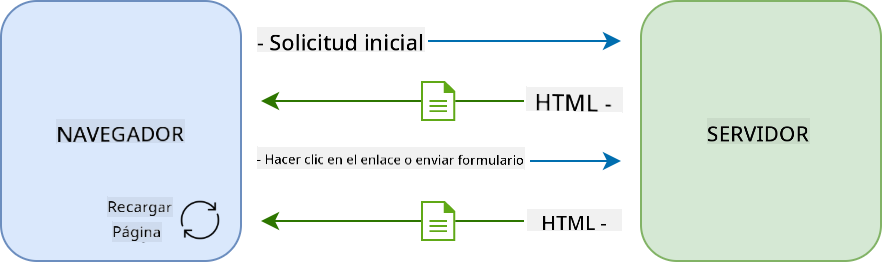 - Solicitud inicial
HTML -
NAVEGADOR
SERVIDOR
- Hacer clic en el enlace o enviar formulario
Recargar
Página
HTML -